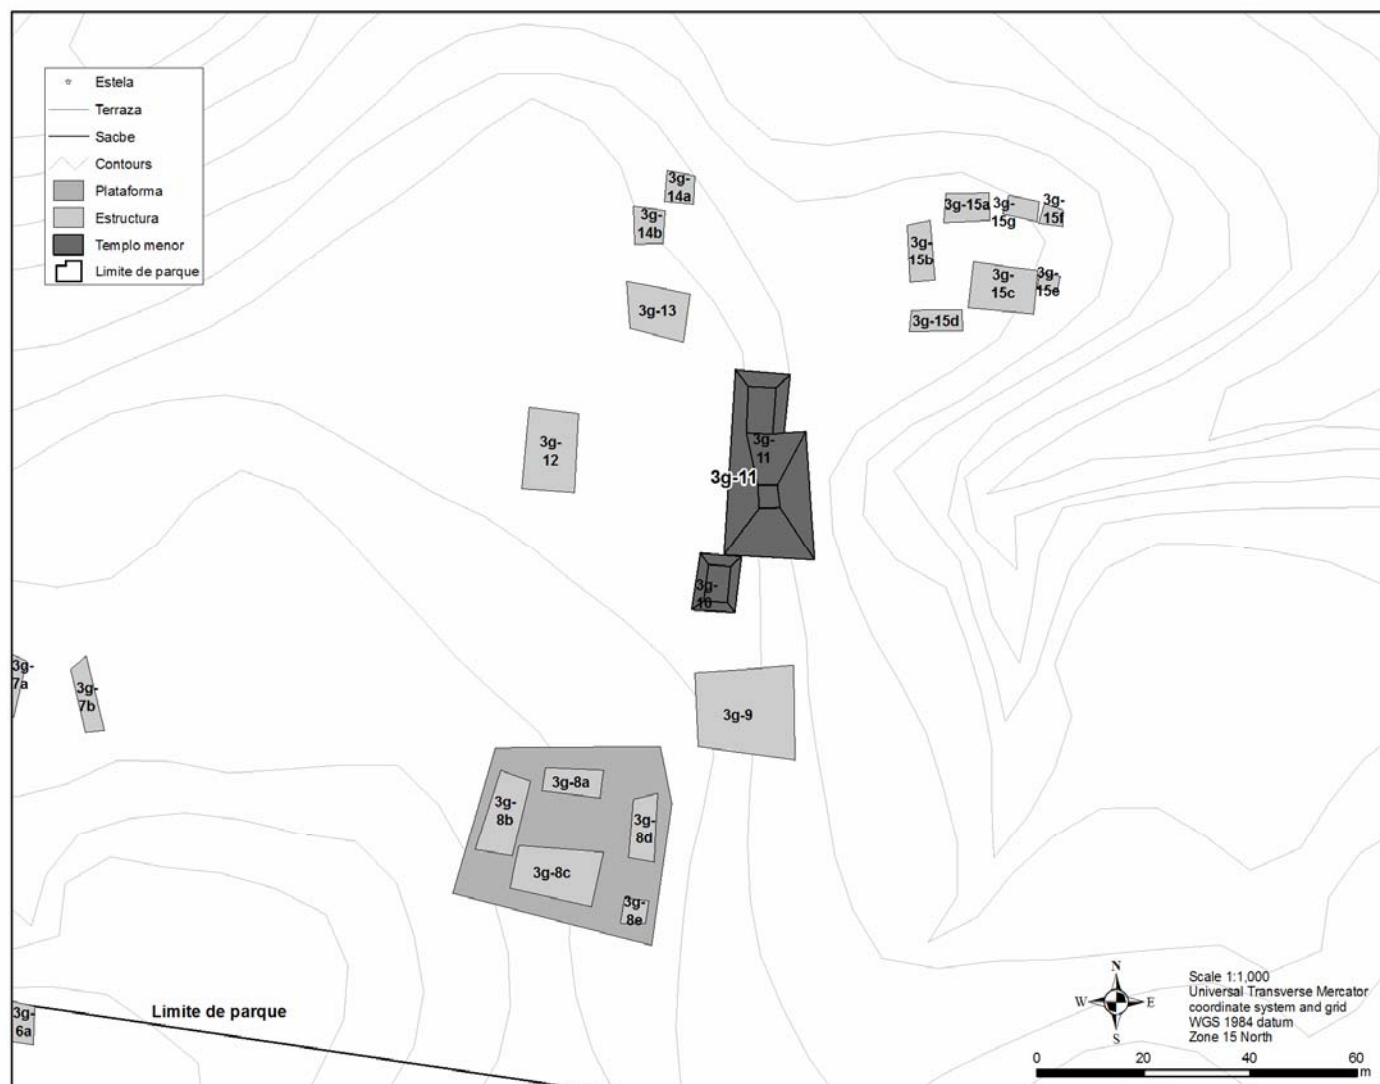 Estela
Terraza
Sacbe
Contours
Plataforma
Estructura
Templo menor
Limite de parque
3g-
14a
3g-
14b
3g-13
3g-15a
3g-
15g
3g-
15f
3g-
15b
3g-
15c
3g-
15e
3g-15d
3g-
12
3g-
11
3g-11
3g-
10
3g-
7a
3g-
7b
3g-9
3g-8a
3g-
8b
3g-
8d
3g-8c
3g-
8e
3g-
6a
Limite de parque
N
W
E
S
Scale 1:1,000
Universal Transverse Mercator
coordinate system and grid
WGS 1984 datum
Zone 15 North
0 20 40 60
m